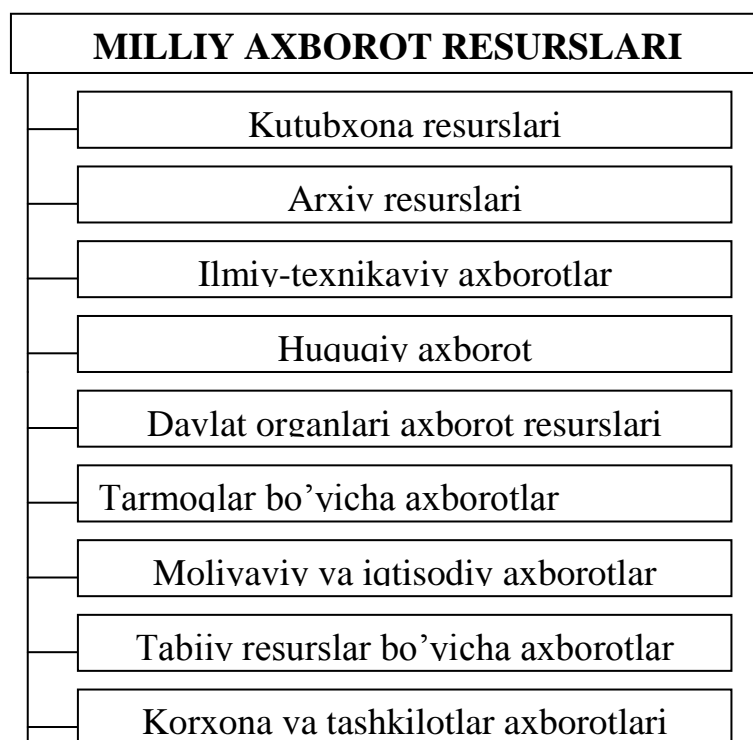 MILLIY AXBOROT RESURSLARI
Kutubxona resurslari
Arxiv resurslari
Ilmiy-texnikaviy axborotlar
Huquqiy axborot
Davlat organlari axborot resurslari
Tarmoqlar bo’yicha axborotlar
Moliyaviy va iqtisodiy axborotlar
Tabiiy resurslar bo’yicha axborotlar
Korxona va tashkilotlar axborotlari